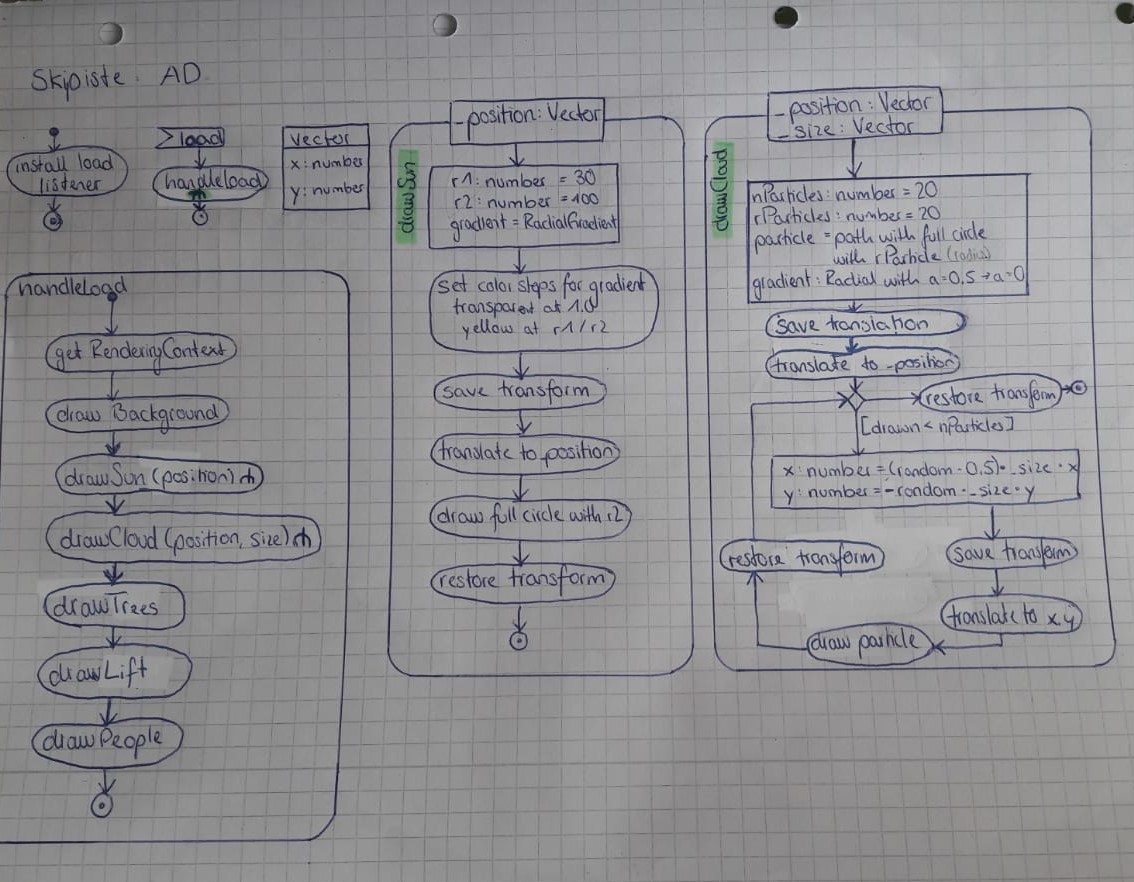 Skipiste. AD
install load
listener
load
handleload
Vector
x: number
y: number
handleLoad
get RenderingContext
draw Background
drawSun (position)
drawCloud (position, size)
drawTrees
drawLift
drawPeople
drawSun
_position: Vector
r1: number = 30
r2: number = 100
gradient = RadialGradient
set color steps for gradient
transparent at 1.0
yellow at r1/r2
save transform
translate to _position
draw full circle with r2
restore transform
drawCloud
_position: Vector
_size: Vector
nParticles: number = 20
rParticles: number = 20
particle = path with full circle
with rParticle (radius)
gradient: Radial with a=0,5 → a=0
save translation
translate to _position
restore transform
[drawn < nParticles]
x: number = (random - 0,5) · _size · x
y: number = -random · _size · y
save transform
translate to x,y
draw particle
restore transform